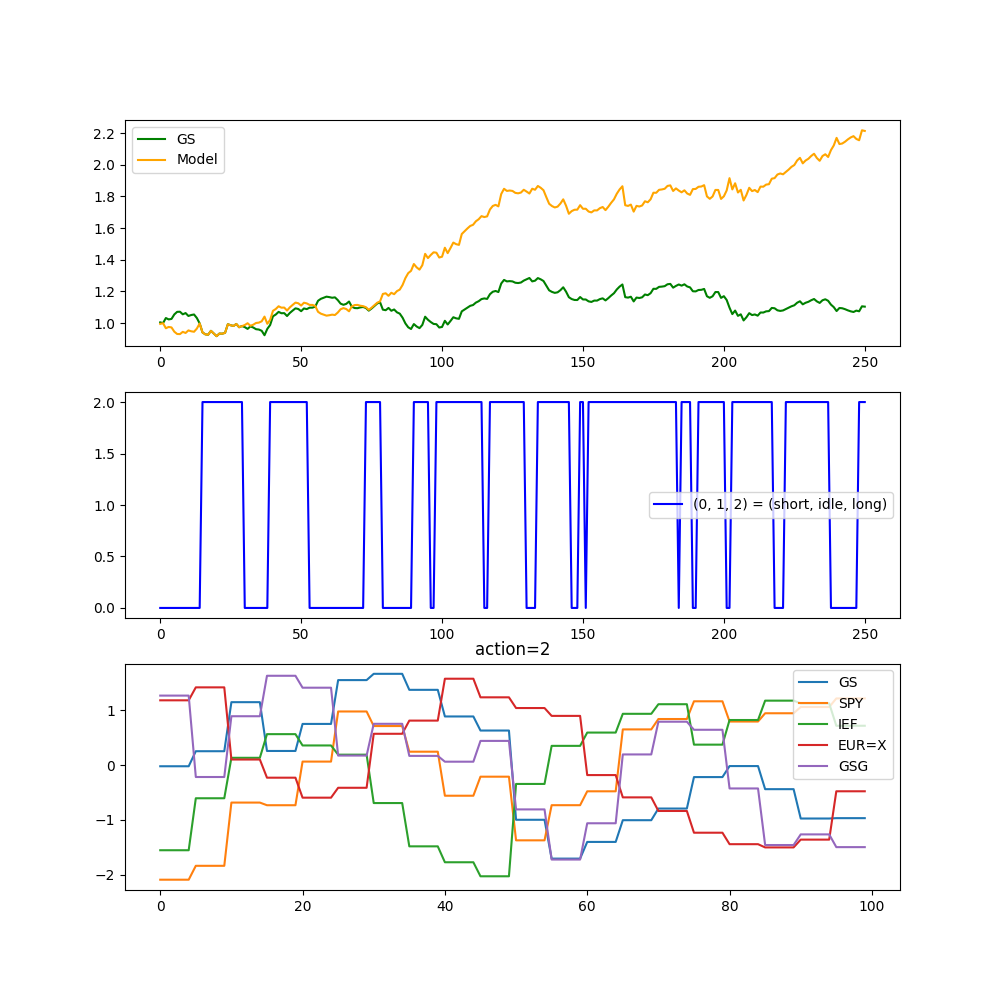 GS
Model
2.2
2.0
1.8
1.6
1.4
1.2
1.0
0 50 100 150 200 250
2.0
1.5
1.0
0.5
0.0
(0, 1, 2) = (short, idle, long)
0 50 100 150 200 250
action=2
1
0
−1
−2
GS
SPY
IEF
EUR=X
GSG
0 20 40 60 80 100